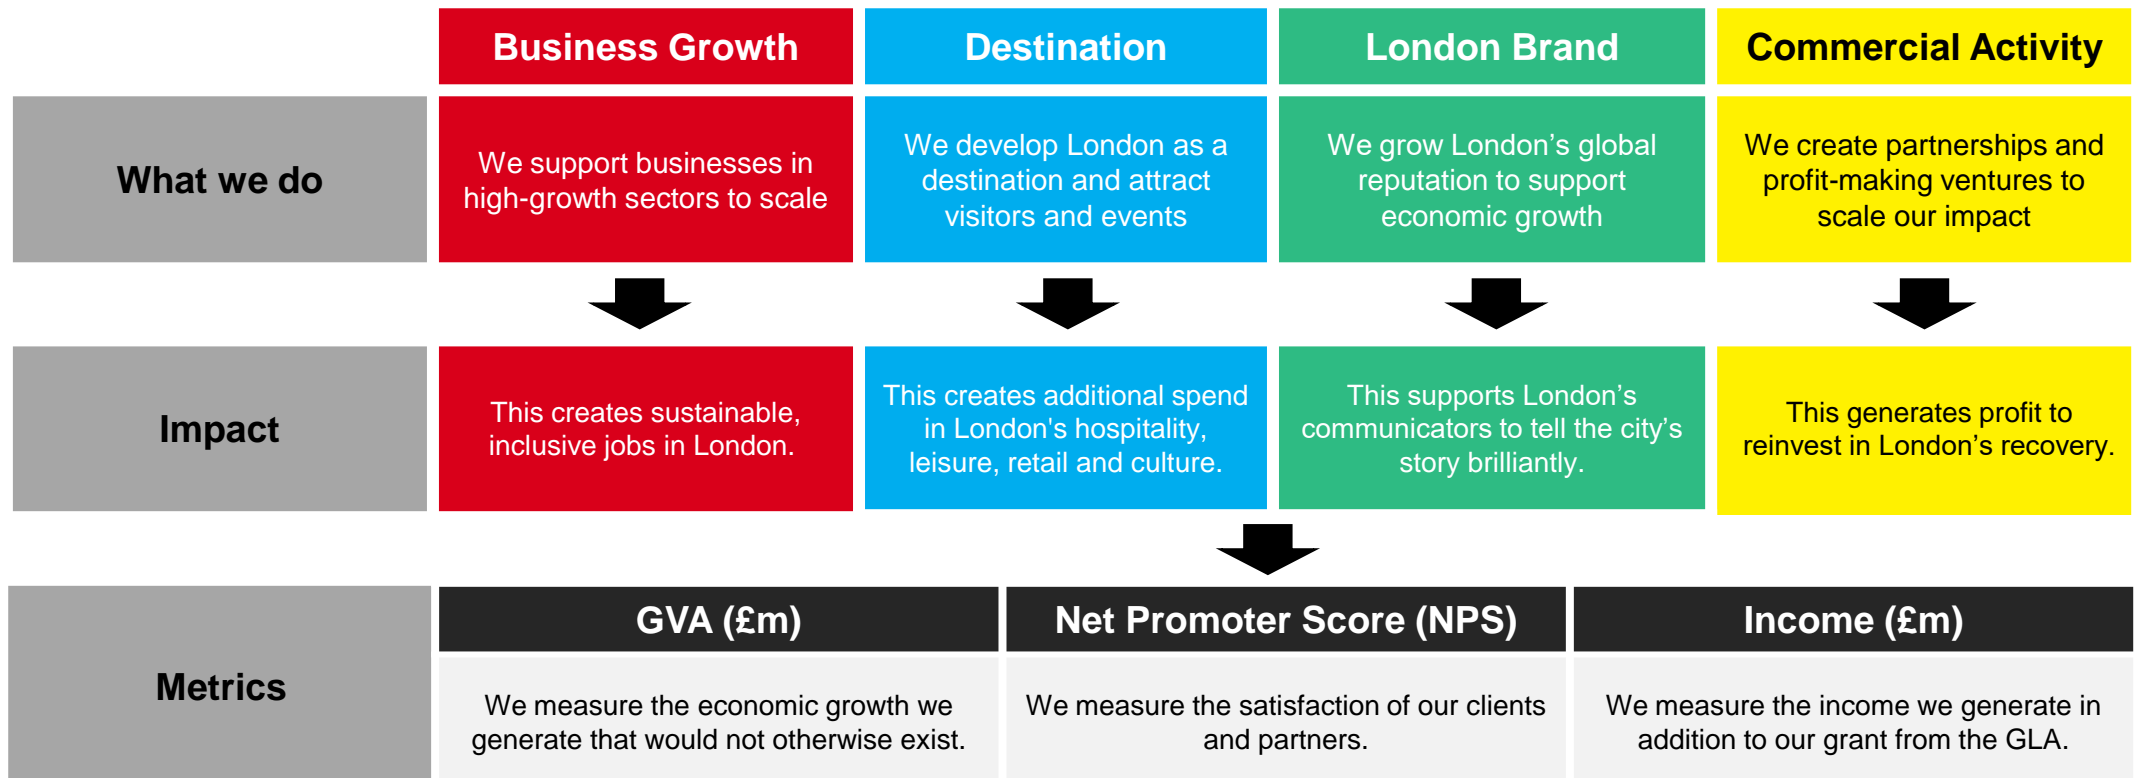 Business Growth
Destination
London Brand
Commercial Activity
What we do
We support businesses in
high-growth sectors to scale
We develop London as a
destination and attract
visitors and events
We grow London’s global
reputation to support
economic growth
We create partnerships and
profit-making ventures to
scale our impact
Impact
This creates sustainable,
inclusive jobs in London.
This creates additional spend
in London's hospitality,
leisure, retail and culture.
This supports London’s
communicators to tell the city’s
story brilliantly.
This generates profit to
reinvest in London’s recovery.
Metrics
GVA (£m)
Net Promoter Score (NPS)
Income (£m)
We measure the economic growth we
generate that would not otherwise exist.
We measure the satisfaction of our clients
and partners.
We measure the income we generate in
addition to our grant from the GLA.